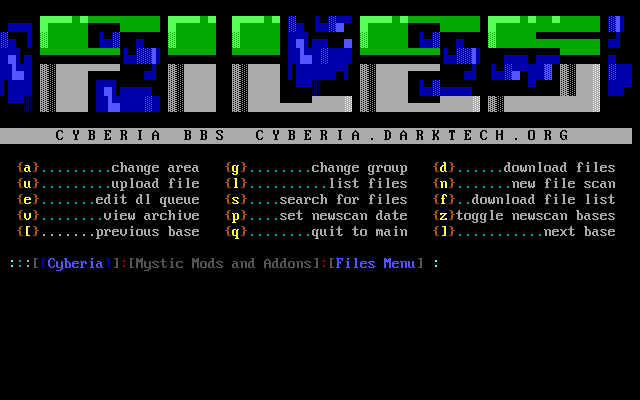 FILES
CYBERIA BBS CYBERIA.DARKTECH.ORG
{a}.........change area {g}........change group {d}......download files
{u}.........upload file {l}..........list files {n}.......new file scan
{e}.......edit dl queue {s}....search for files {f}..download file list
{v}........view archive {p}....set newscan date {z}toggle newscan bases
{[}.......previous base {q}........quit to main {]}...........next base
:::[[Cyberia]]:[Mystic Mods and Addons]:[Files Menu] :